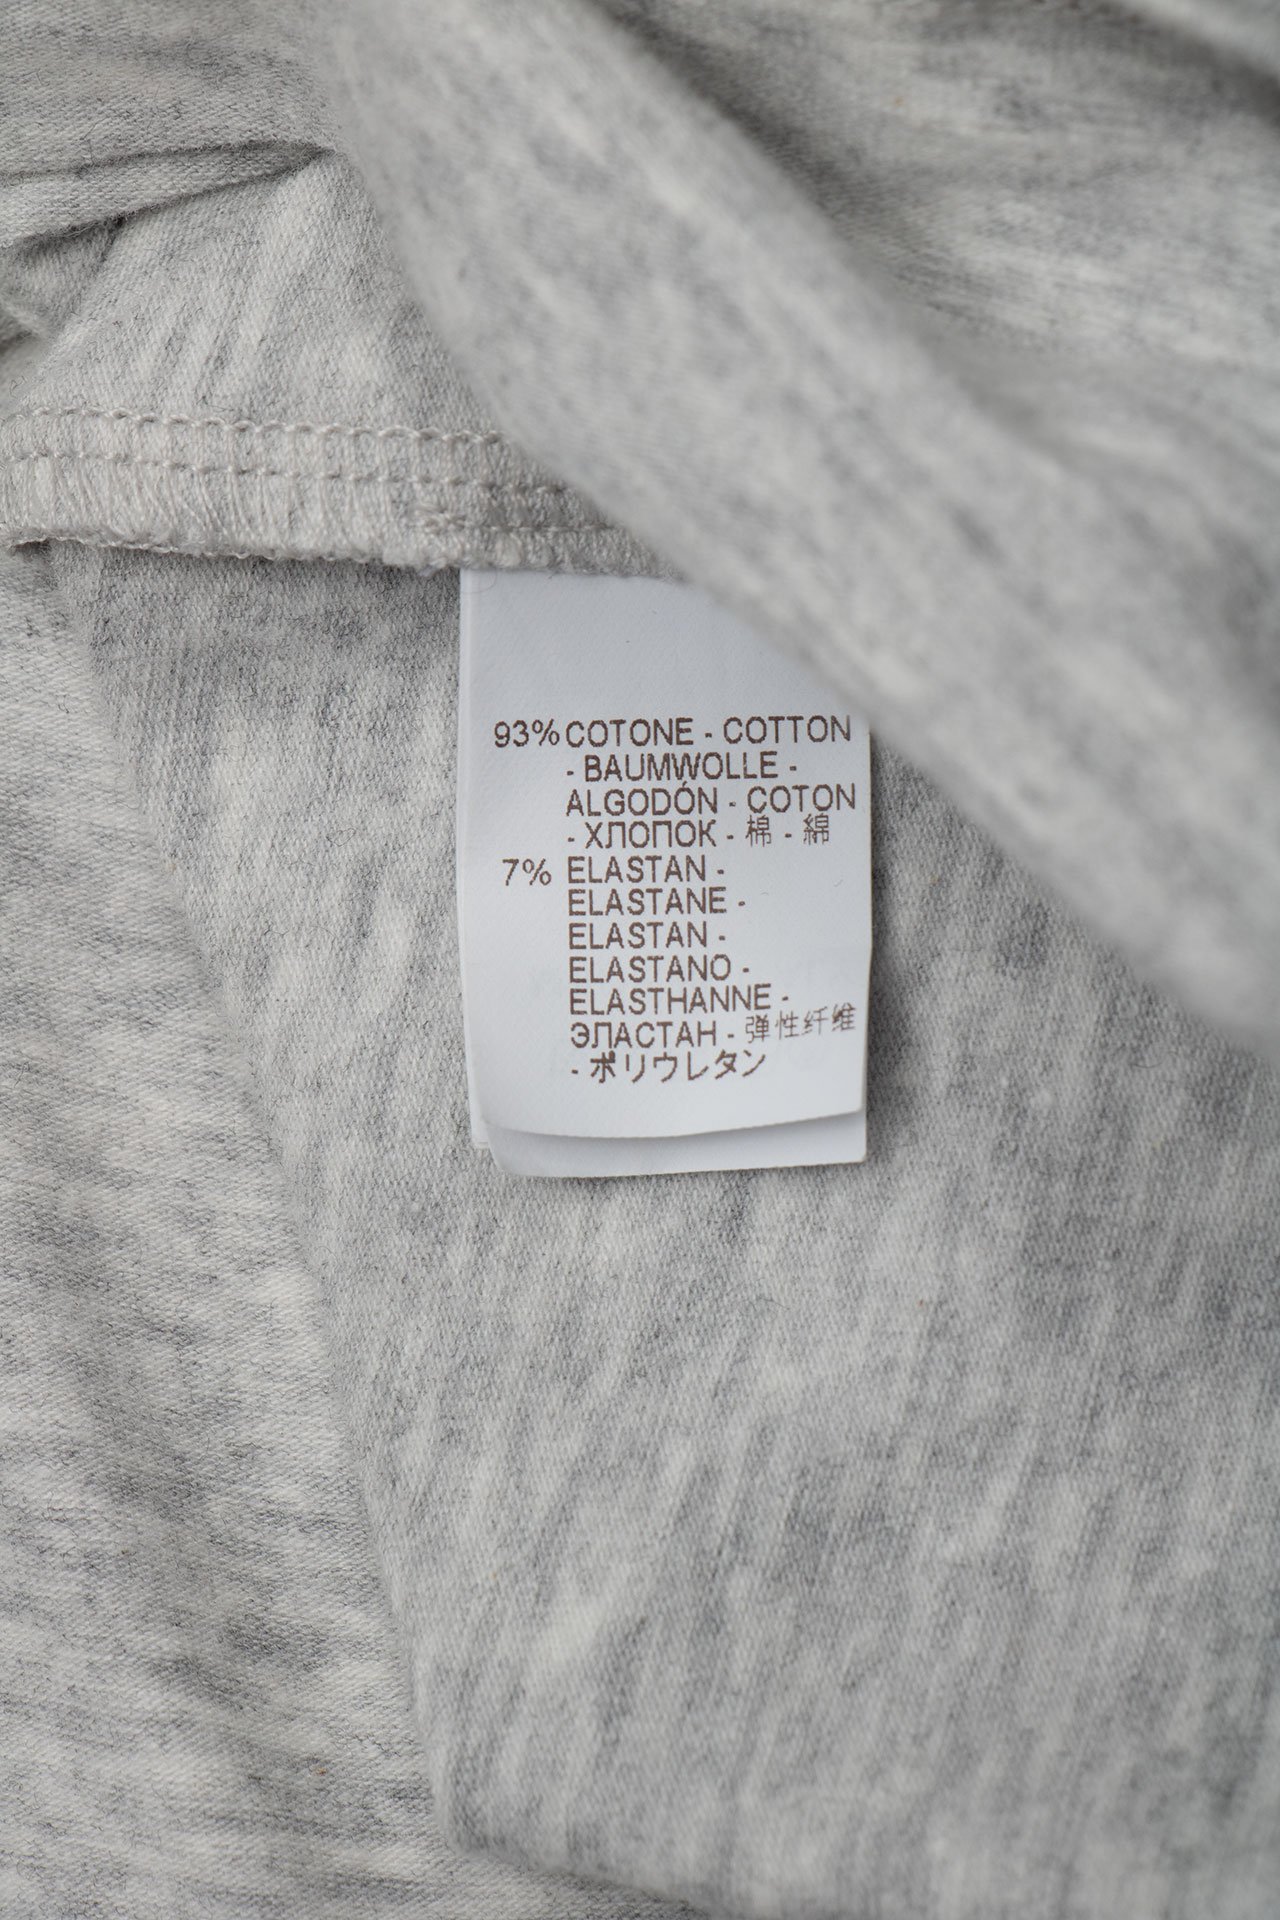 93% COTONE - COTTON
- BAUMWOLLE -
ALGODÓN - COTON
- ХЛОПОК - 棉 - 綿
7% ELASTAN -
ELASTANE -
ELASTAN -
ELASTANO -
ELASTHANNE -
ЭЛАСТАН - 弹性纤维
- ポリウレタン